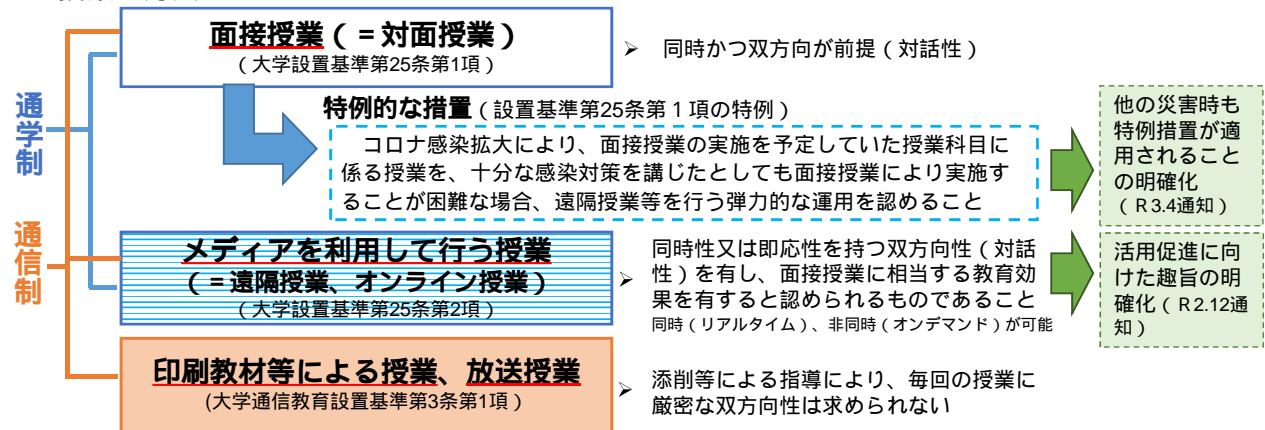 面接授業（＝対面授業）
（大学設置基準第25条第1項）
➢ 同時かつ双方向が前提（対話性）
通学制
通信制
特例的な措置（設置基準第25条第１項の特例）
コロナ感染拡大により、面接授業の実施を予定していた授業科目に
係る授業を、十分な感染対策を講じたとしても面接授業により実施す
ることが困難な場合、遠隔授業等を行う弾力的な運用を認めること
他の災害時も
特例措置が適
用されること
の明確化
（Ｒ3.4通知）
メディアを利用して行う授業
（＝遠隔授業、オンライン授業）
（大学設置基準第25条第2項）
➢ 同時性又は即応性を持つ双方向性（対話
性）を有し、面接授業に相当する教育効
果を有すると認められるものであること
同時（リアルタイム）、非同時（オンデマンド）が可能
活用促進に向
けた趣旨の明
確化（Ｒ2.12通
知）
印刷教材等による授業、放送授業
(大学通信教育設置基準第3条第1項）
➢ 添削等による指導により、毎回の授業に
厳密な双方向性は求められない